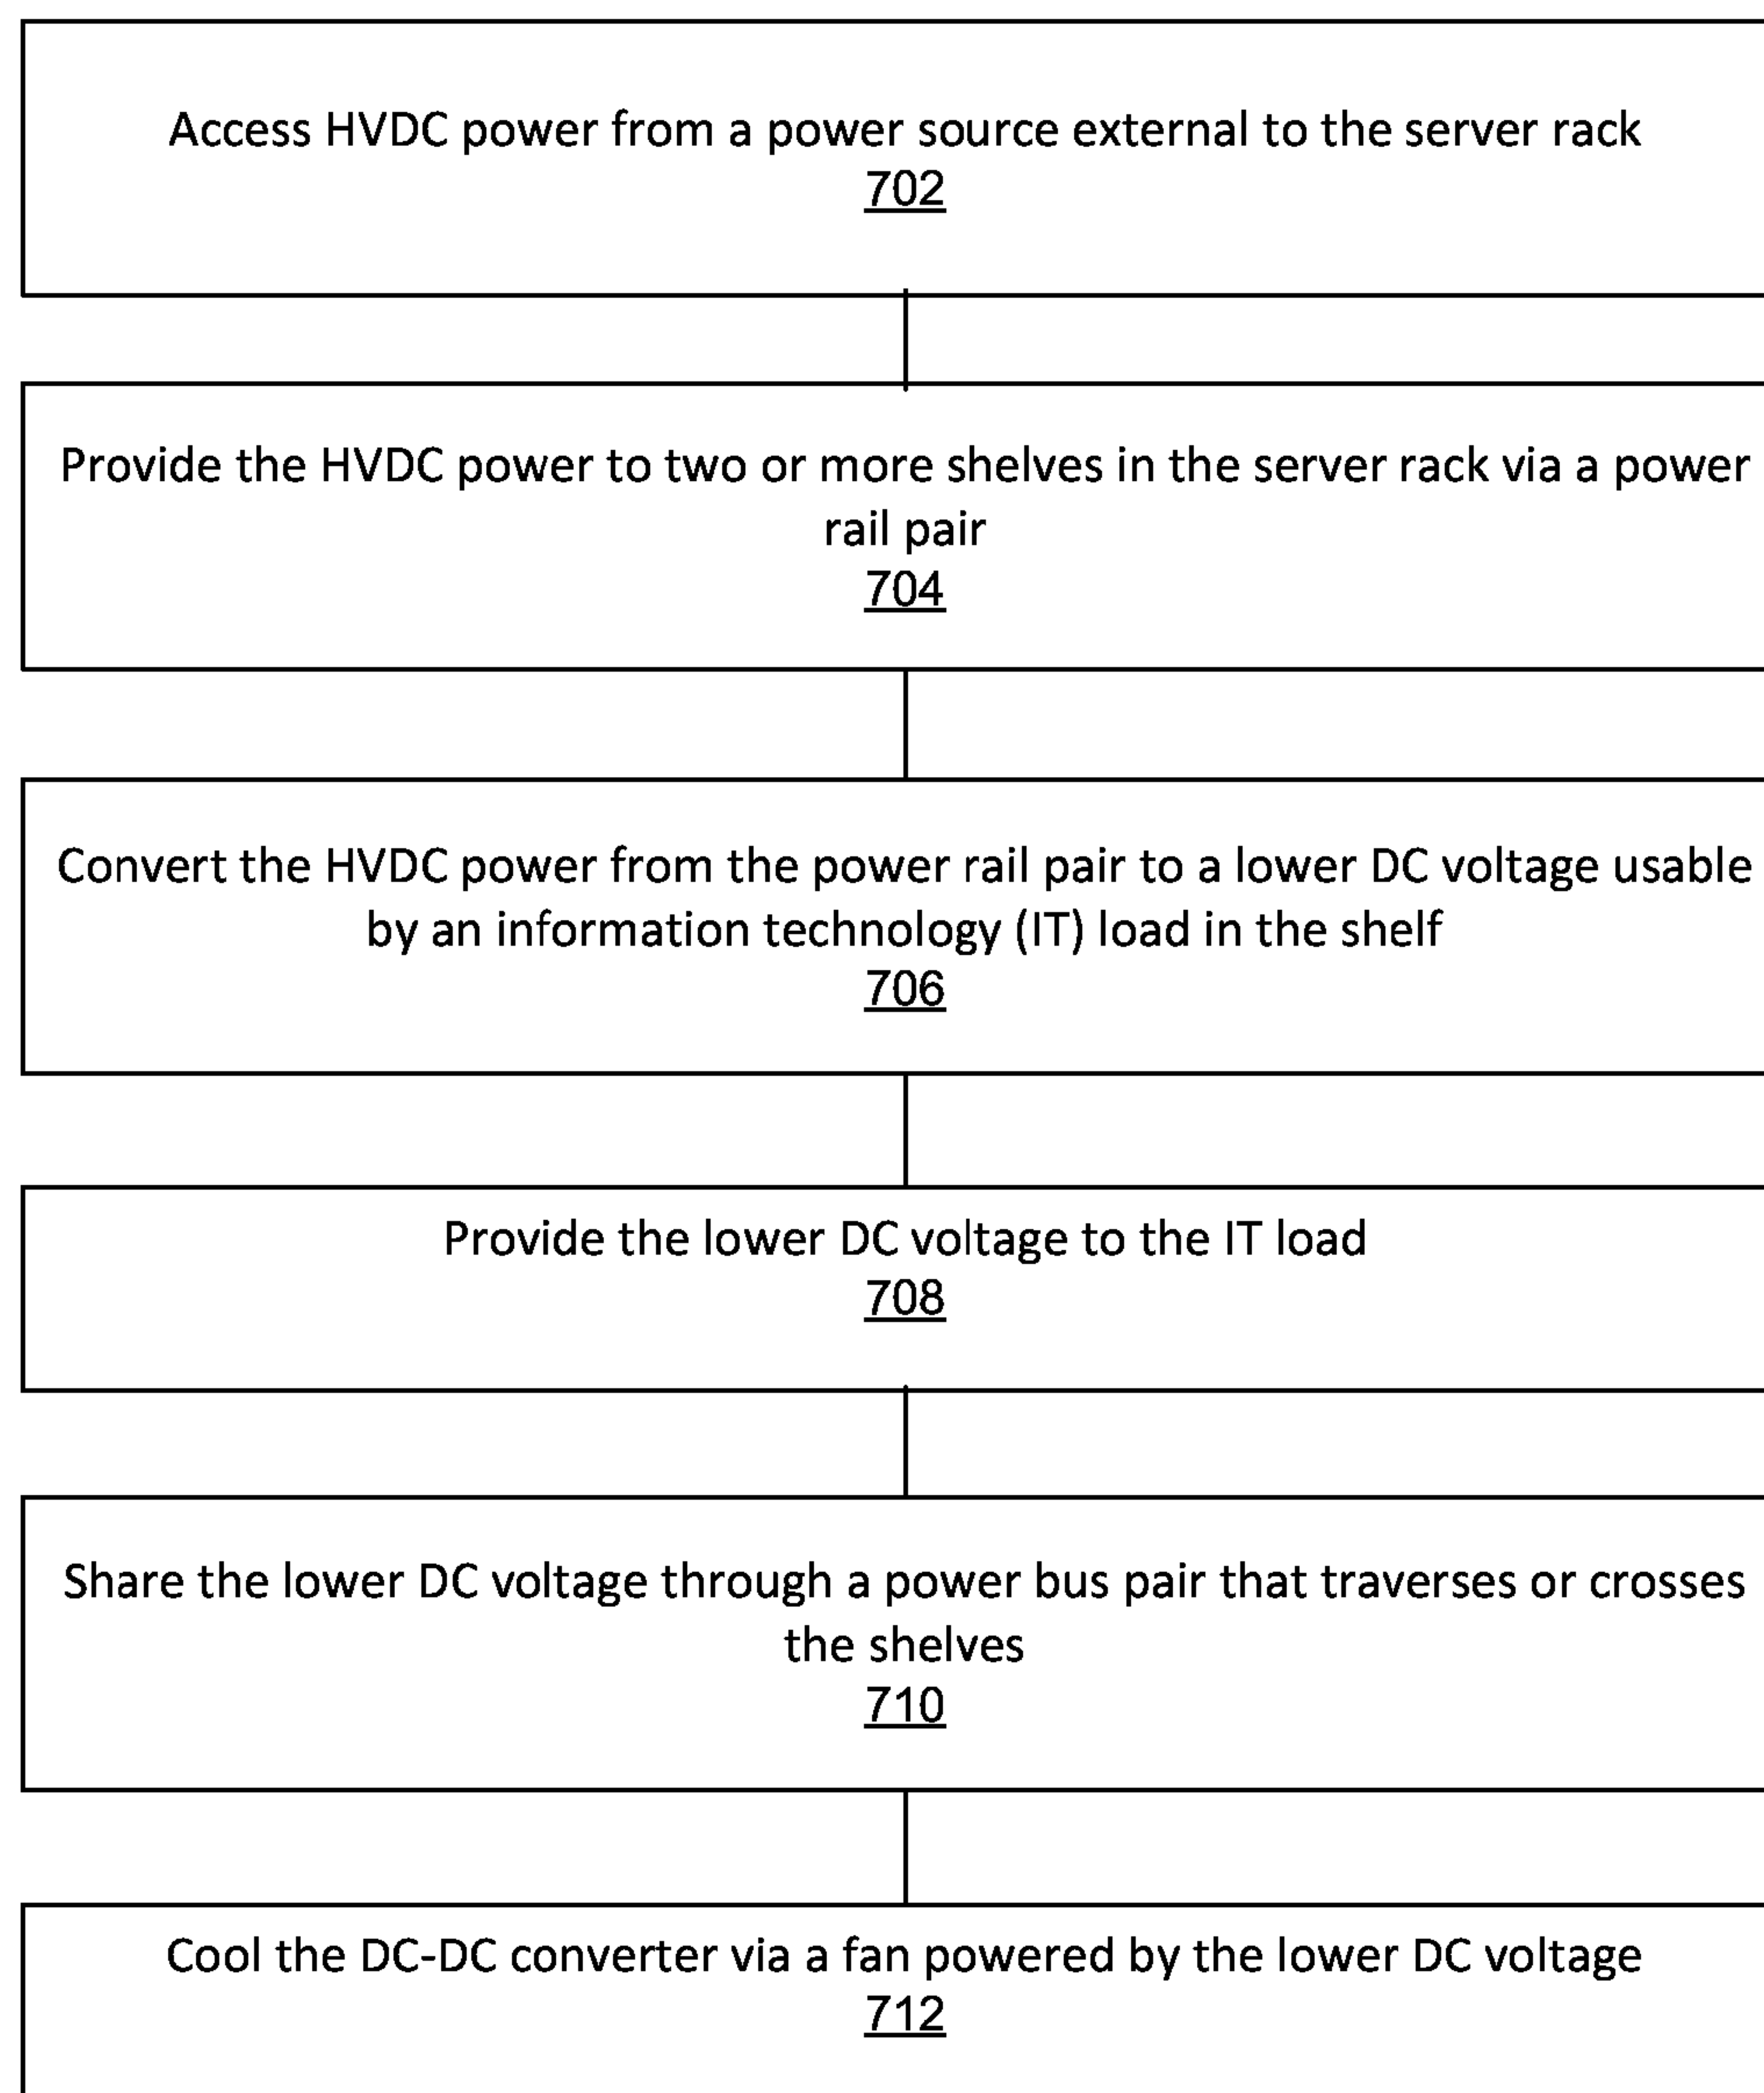 Access HVDC power from a power source external to the server rack
702
Provide the HVDC power to two or more shelves in the server rack via a power
rail pair
704
Convert the HVDC power from the power rail pair to a lower DC voltage usable
by an information technology (IT) load in the shelf
706
Provide the lower DC voltage to the IT load
708
Share the lower DC voltage through a power bus pair that traverses or crosses
the shelves
710
Cool the DC-DC converter via a fan powered by the lower DC voltage
712